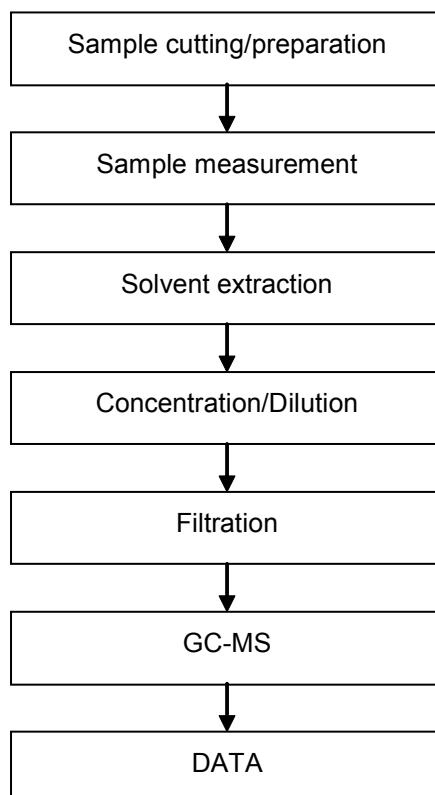 Sample cutting/preparation
Sample measurement
Solvent extraction
Concentration/Dilution
Filtration
GC-MS
DATA